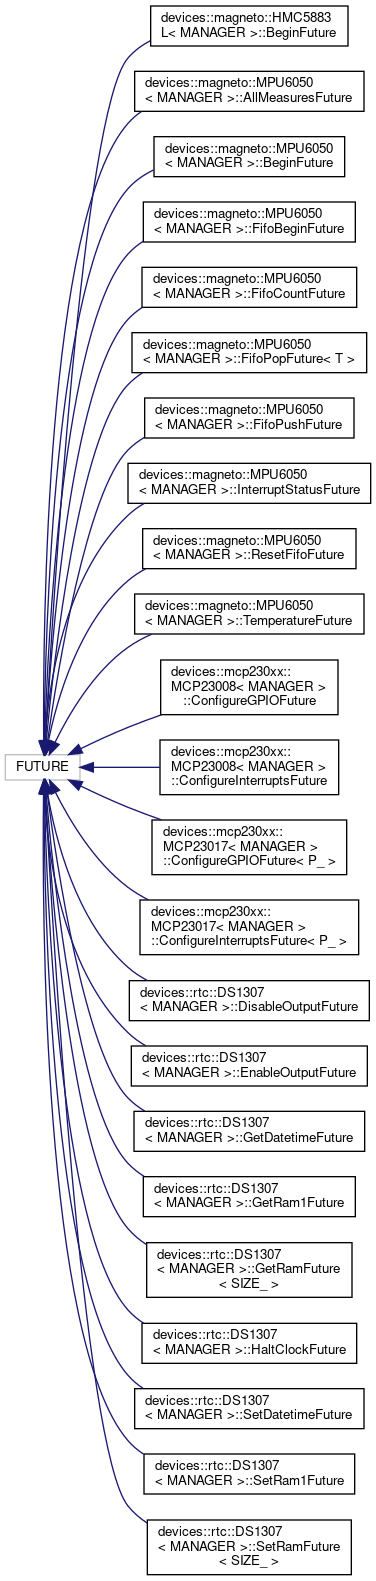 devices::magneto::HMC5883
L< MANAGER >::BeginFuture
devices::magneto::MPU6050
< MANAGER >::AllMeasuresFuture
devices::magneto::MPU6050
< MANAGER >::BeginFuture
devices::magneto::MPU6050
< MANAGER >::FifoBeginFuture
devices::magneto::MPU6050
< MANAGER >::FifoCountFuture
devices::magneto::MPU6050
< MANAGER >::FifoPopFuture< T >
devices::magneto::MPU6050
< MANAGER >::FifoPushFuture
devices::magneto::MPU6050
< MANAGER >::InterruptStatusFuture
devices::magneto::MPU6050
< MANAGER >::ResetFifoFuture
devices::magneto::MPU6050
< MANAGER >::TemperatureFuture
devices::mcp230xx::
MCP23008< MANAGER >
::ConfigureGPIOFuture
FUTURE
devices::mcp230xx::
MCP23008< MANAGER >
::ConfigureInterruptsFuture
devices::mcp230xx::
MCP23017< MANAGER >
::ConfigureGPIOFuture< P_ >
devices::mcp230xx::
MCP23017< MANAGER >
::ConfigureInterruptsFuture< P_ >
devices::rtc::DS1307
< MANAGER >::DisableOutputFuture
devices::rtc::DS1307
< MANAGER >::EnableOutputFuture
devices::rtc::DS1307
< MANAGER >::GetDatetimeFuture
devices::rtc::DS1307
< MANAGER >::GetRam1Future
devices::rtc::DS1307
< MANAGER >::GetRamFuture
< SIZE_ >
devices::rtc::DS1307
< MANAGER >::HaltClockFuture
devices::rtc::DS1307
< MANAGER >::SetDatetimeFuture
devices::rtc::DS1307
< MANAGER >::SetRam1Future
devices::rtc::DS1307
< MANAGER >::SetRamFuture
< SIZE_ >